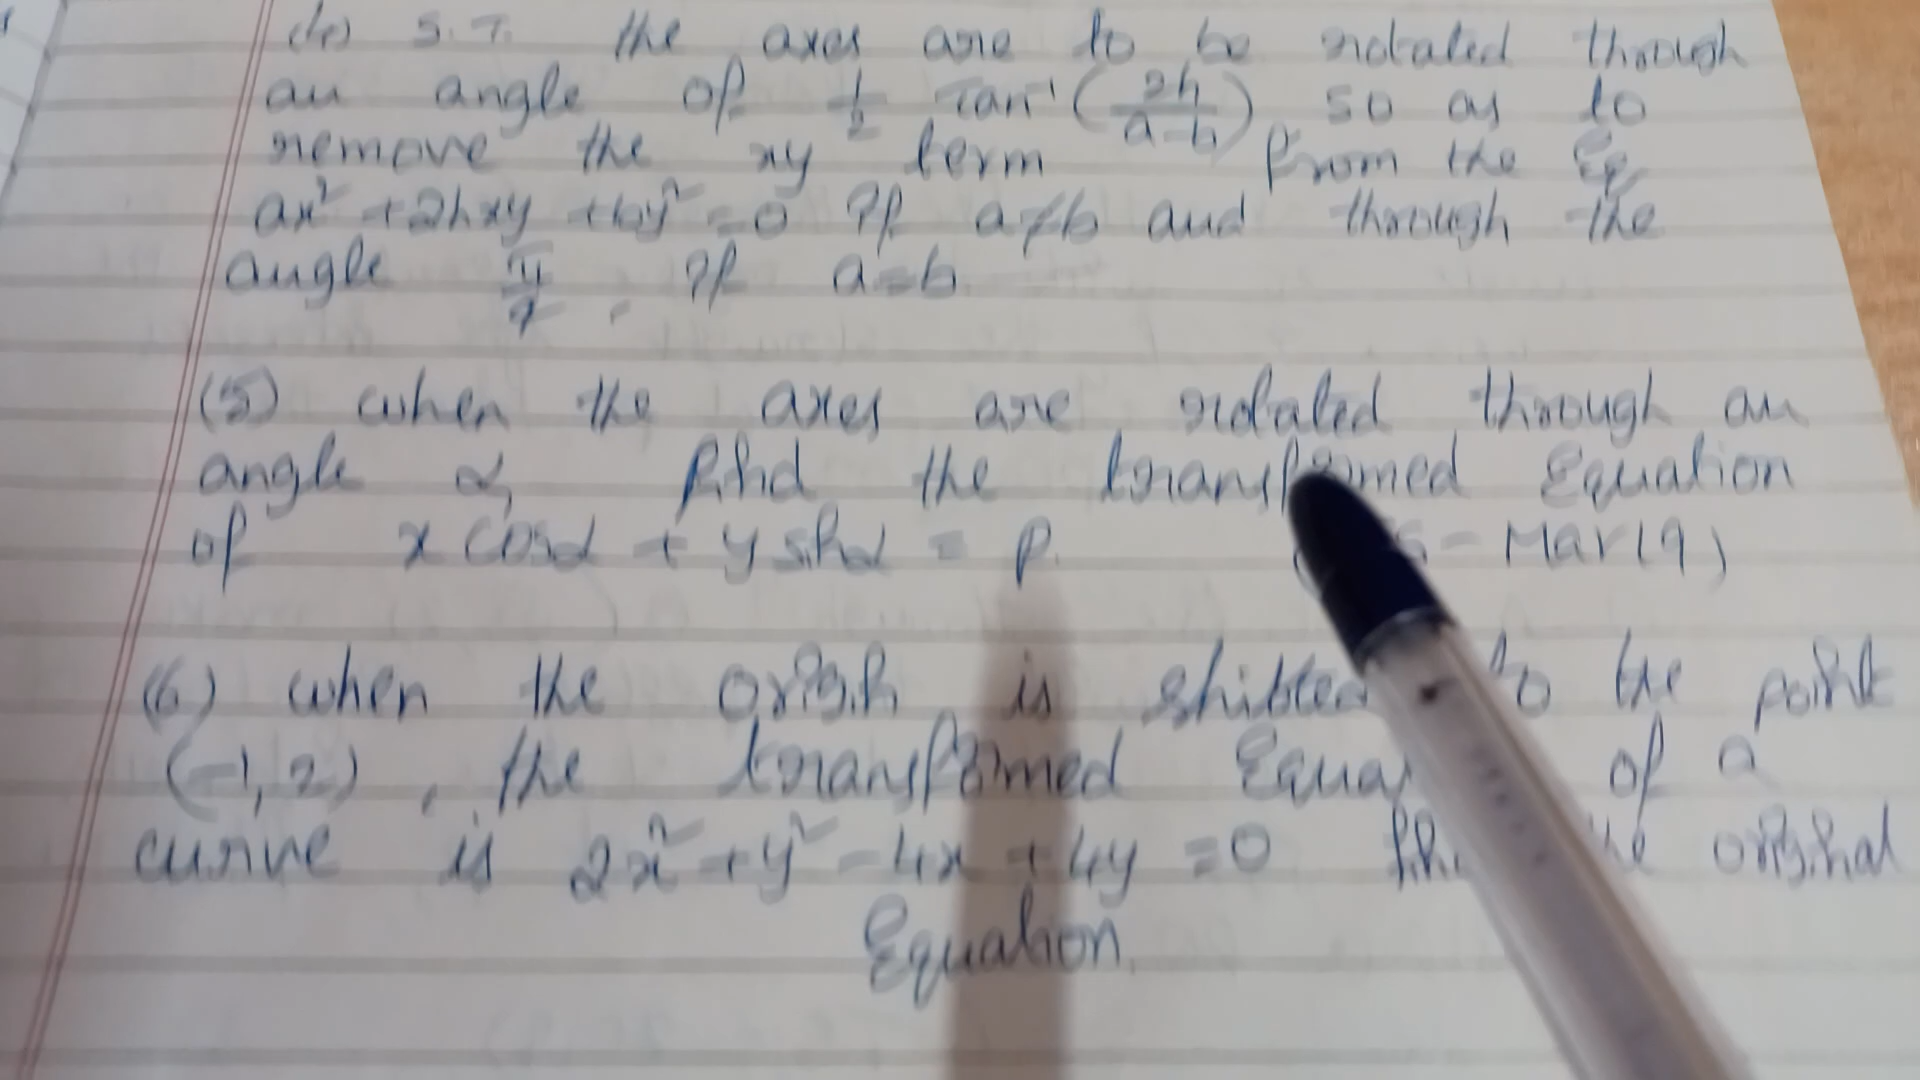 S.T. the axes are to be rotated through
an angle of 1/2 Tan⁻¹ (2h/a-b) so as to
remove the xy term from the Eq
ax² + 2hxy + by² = 0 If a≠b and through the
angle π/4, If a=b
(5) when the axes are rotated through an
angle α, find the transformed Equation
of x cosα + y sinα = p. - Mar19)
(6) when the origin is shifted to the point
(-1, 2), the transformed of a
curve is 2x² + y² - 4x + 4y = 0 original
Equation.